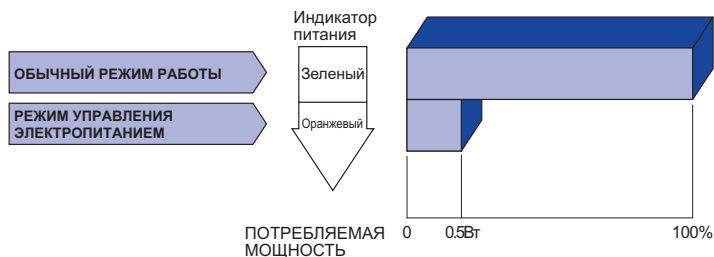 Индикатор
питания
ОБЫЧНЫЙ РЕЖИМ РАБОТЫ
Зеленый
РЕЖИМ УПРАВЛЕНИЯ
ЭЛЕКТРОПИТАНИЕМ
Оранжевый
ПОТРЕБЛЯЕМАЯ
МОЩНОСТЬ
0 0.5Вт 100%